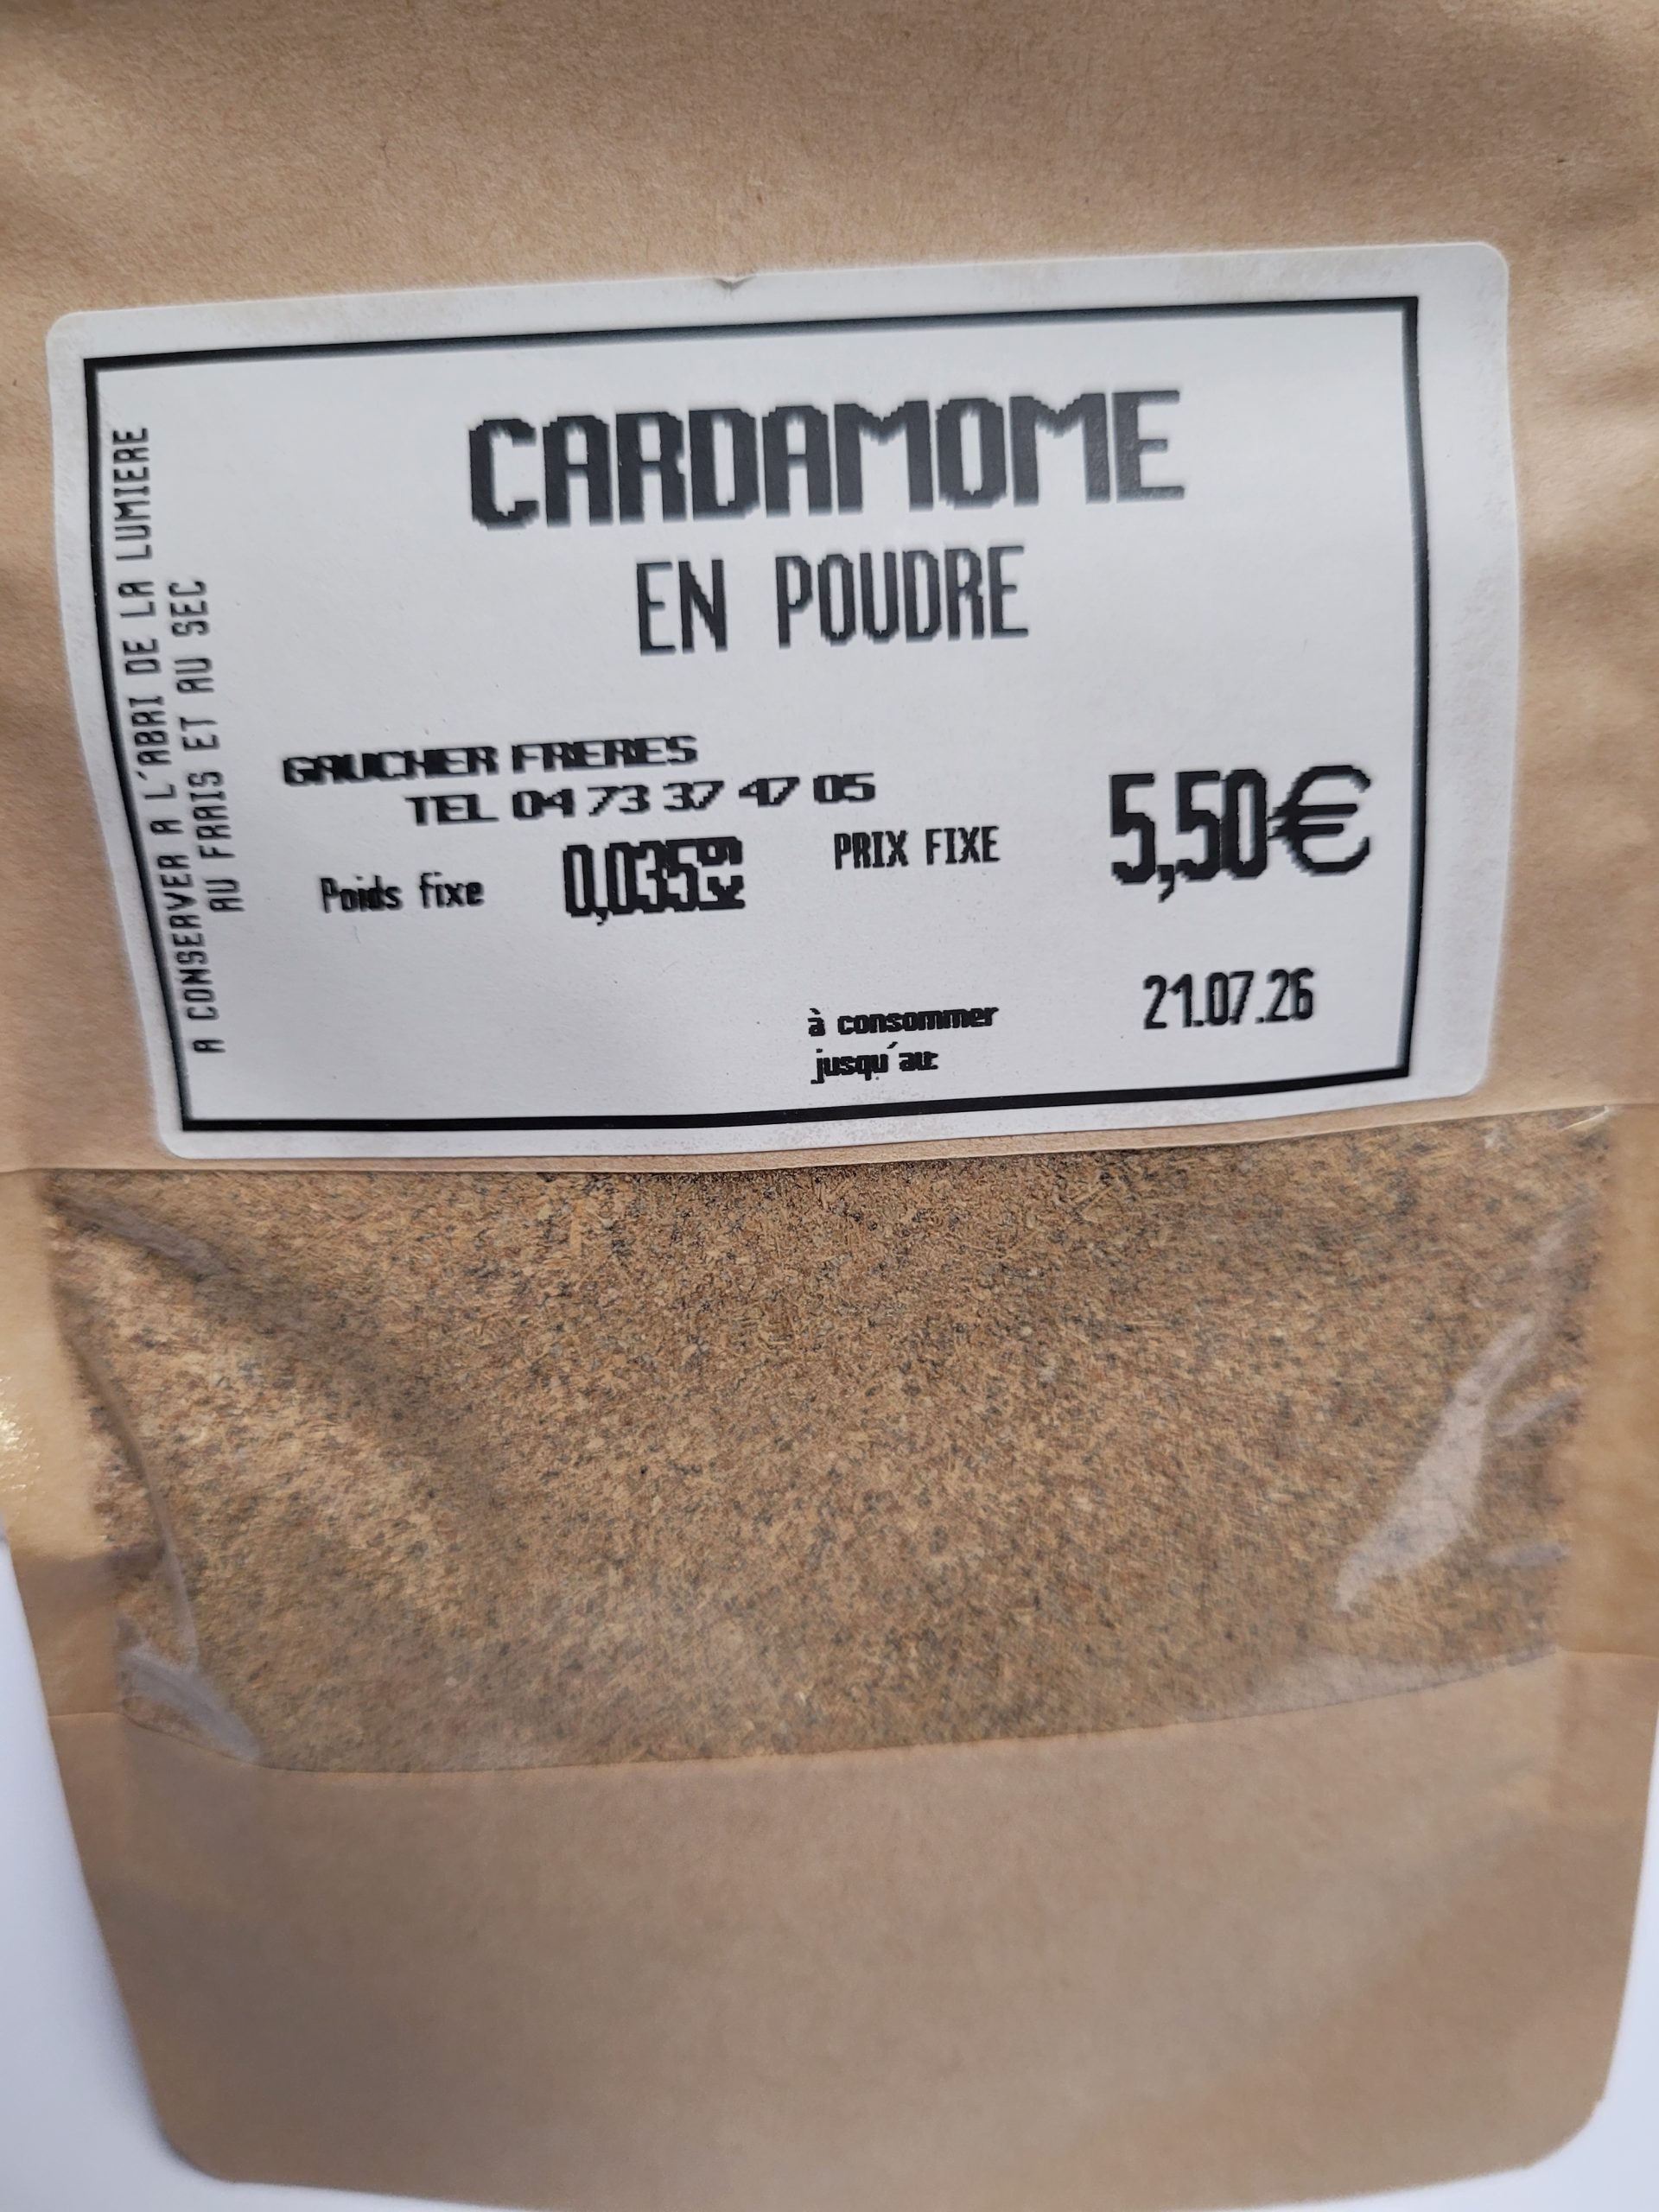 CARDAMOME
EN POUDRE
GAUCHER FRERES
TEL 04 73 37 47 05
Poids fixe 0,035kg
PRIX FIXE 5,50€
à consommer
jusqu'au:
21.07.26
A CONSERVER A L'ABRI DE LA LUMIERE
AU FRAIS ET AU SEC